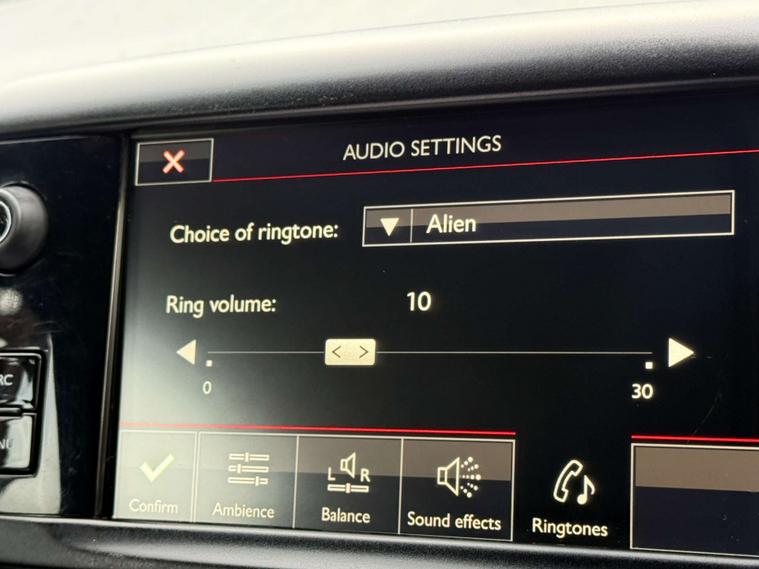 AUDIO SETTINGS
Choice of ringtone: Alien
Ring volume: 10
0 30
Confirm Ambience L R Balance Sound effects Ringtones